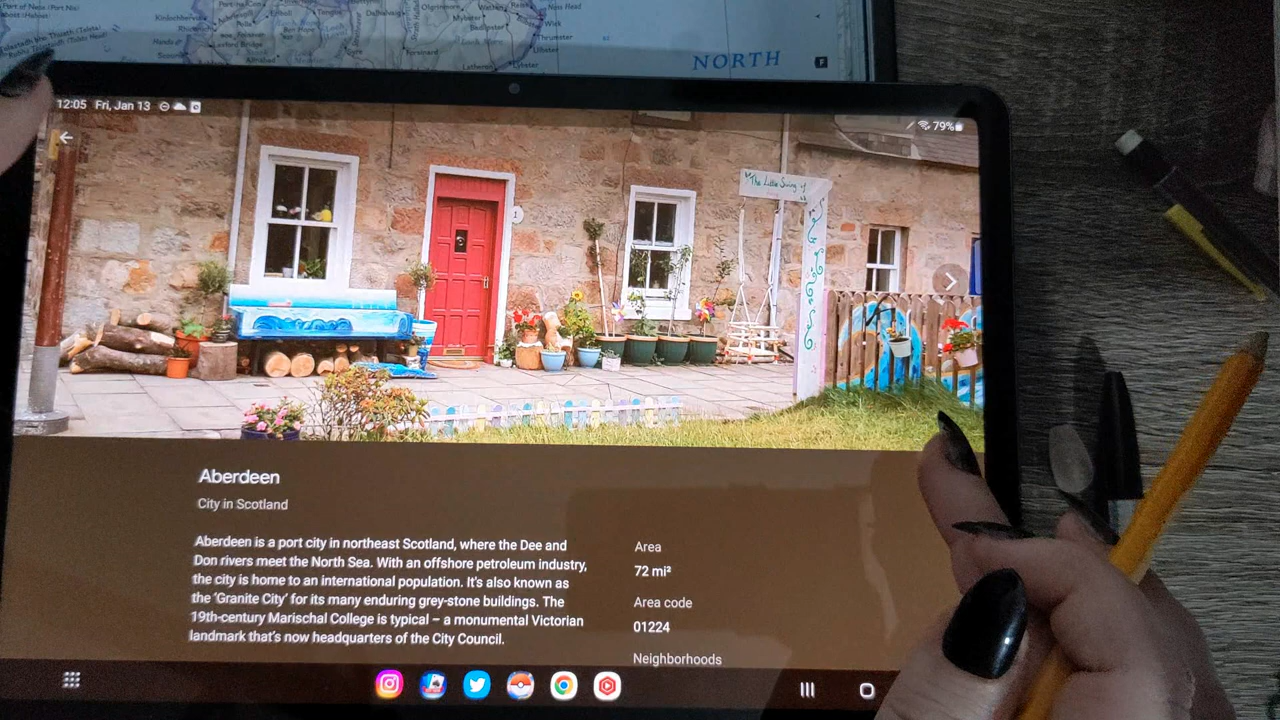 NORTH
F
12:05 Fri, Jan 13
79%
"The Little Swing of
1
Aberdeen
City in Scotland
Aberdeen is a port city in northeast Scotland, where the Dee and
Don rivers meet the North Sea. With an offshore petroleum industry,
the city is home to an international population. It's also known as
the 'Granite City' for its many enduring grey-stone buildings. The
19th-century Marischal College is typical – a monumental Victorian
landmark that's now headquarters of the City Council.
Area
72 mi²
Area code
01224
Neighborhoods